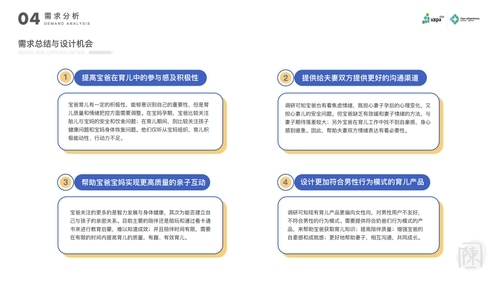 04 需求分析
DEMAND ANALYSIS
需求总结与设计机会
1 提高宝爸在育儿中的参与感及积极性
宝爸育儿有一定的积极性，能够意识到自己的重要性，但是育
儿质量和情绪把控方面需要调整。在宝妈孕期，宝爸比较关注
胎儿与宝妈的安全和饮食问题；在育儿期间，则比较关注孩子
健康问题和宝妈身体恢复问题。他们仅听从宝妈组织，育儿积
极能动性，行动力不足。
2 提供给夫妻双方提供更好的沟通渠道
调研可知宝爸也有着焦虑情绪，既担心妻子孕后的心理变化，又
担心妻儿的安全问题。但宝爸缺乏有效缓和妻子情绪的方法，与
妻子期待落差较大；另外宝爸在育儿工作中找不到自豪感，身心
感到疲惫。因此，帮助夫妻双方情绪表达有着必要性。
3 帮助宝爸宝妈实现更高质量的亲子互动
宝爸关注的更多的是智力发展与身体健康，其次为能否建立自
己与孩子的亲密关系。目前主要的陪伴还是陪玩和通过看卡通
书来进行教育启蒙，难以知道成效；并且陪伴时间有限，需要
在有限的时间内提高育儿的质量，有趣、有效育儿。
4 设计更加符合男性行为模式的育儿产品
调研可知现有育儿产品更偏向女性向，对男性用户不友好，
不符合男性的行为模式。需要提供符合的爸们行为模式的产
品，来帮助宝爸获取育儿知识；提高陪伴质量；增强宝爸的
自豪感和成就感；更好地帮助妻子，相互沟通，共同成长。